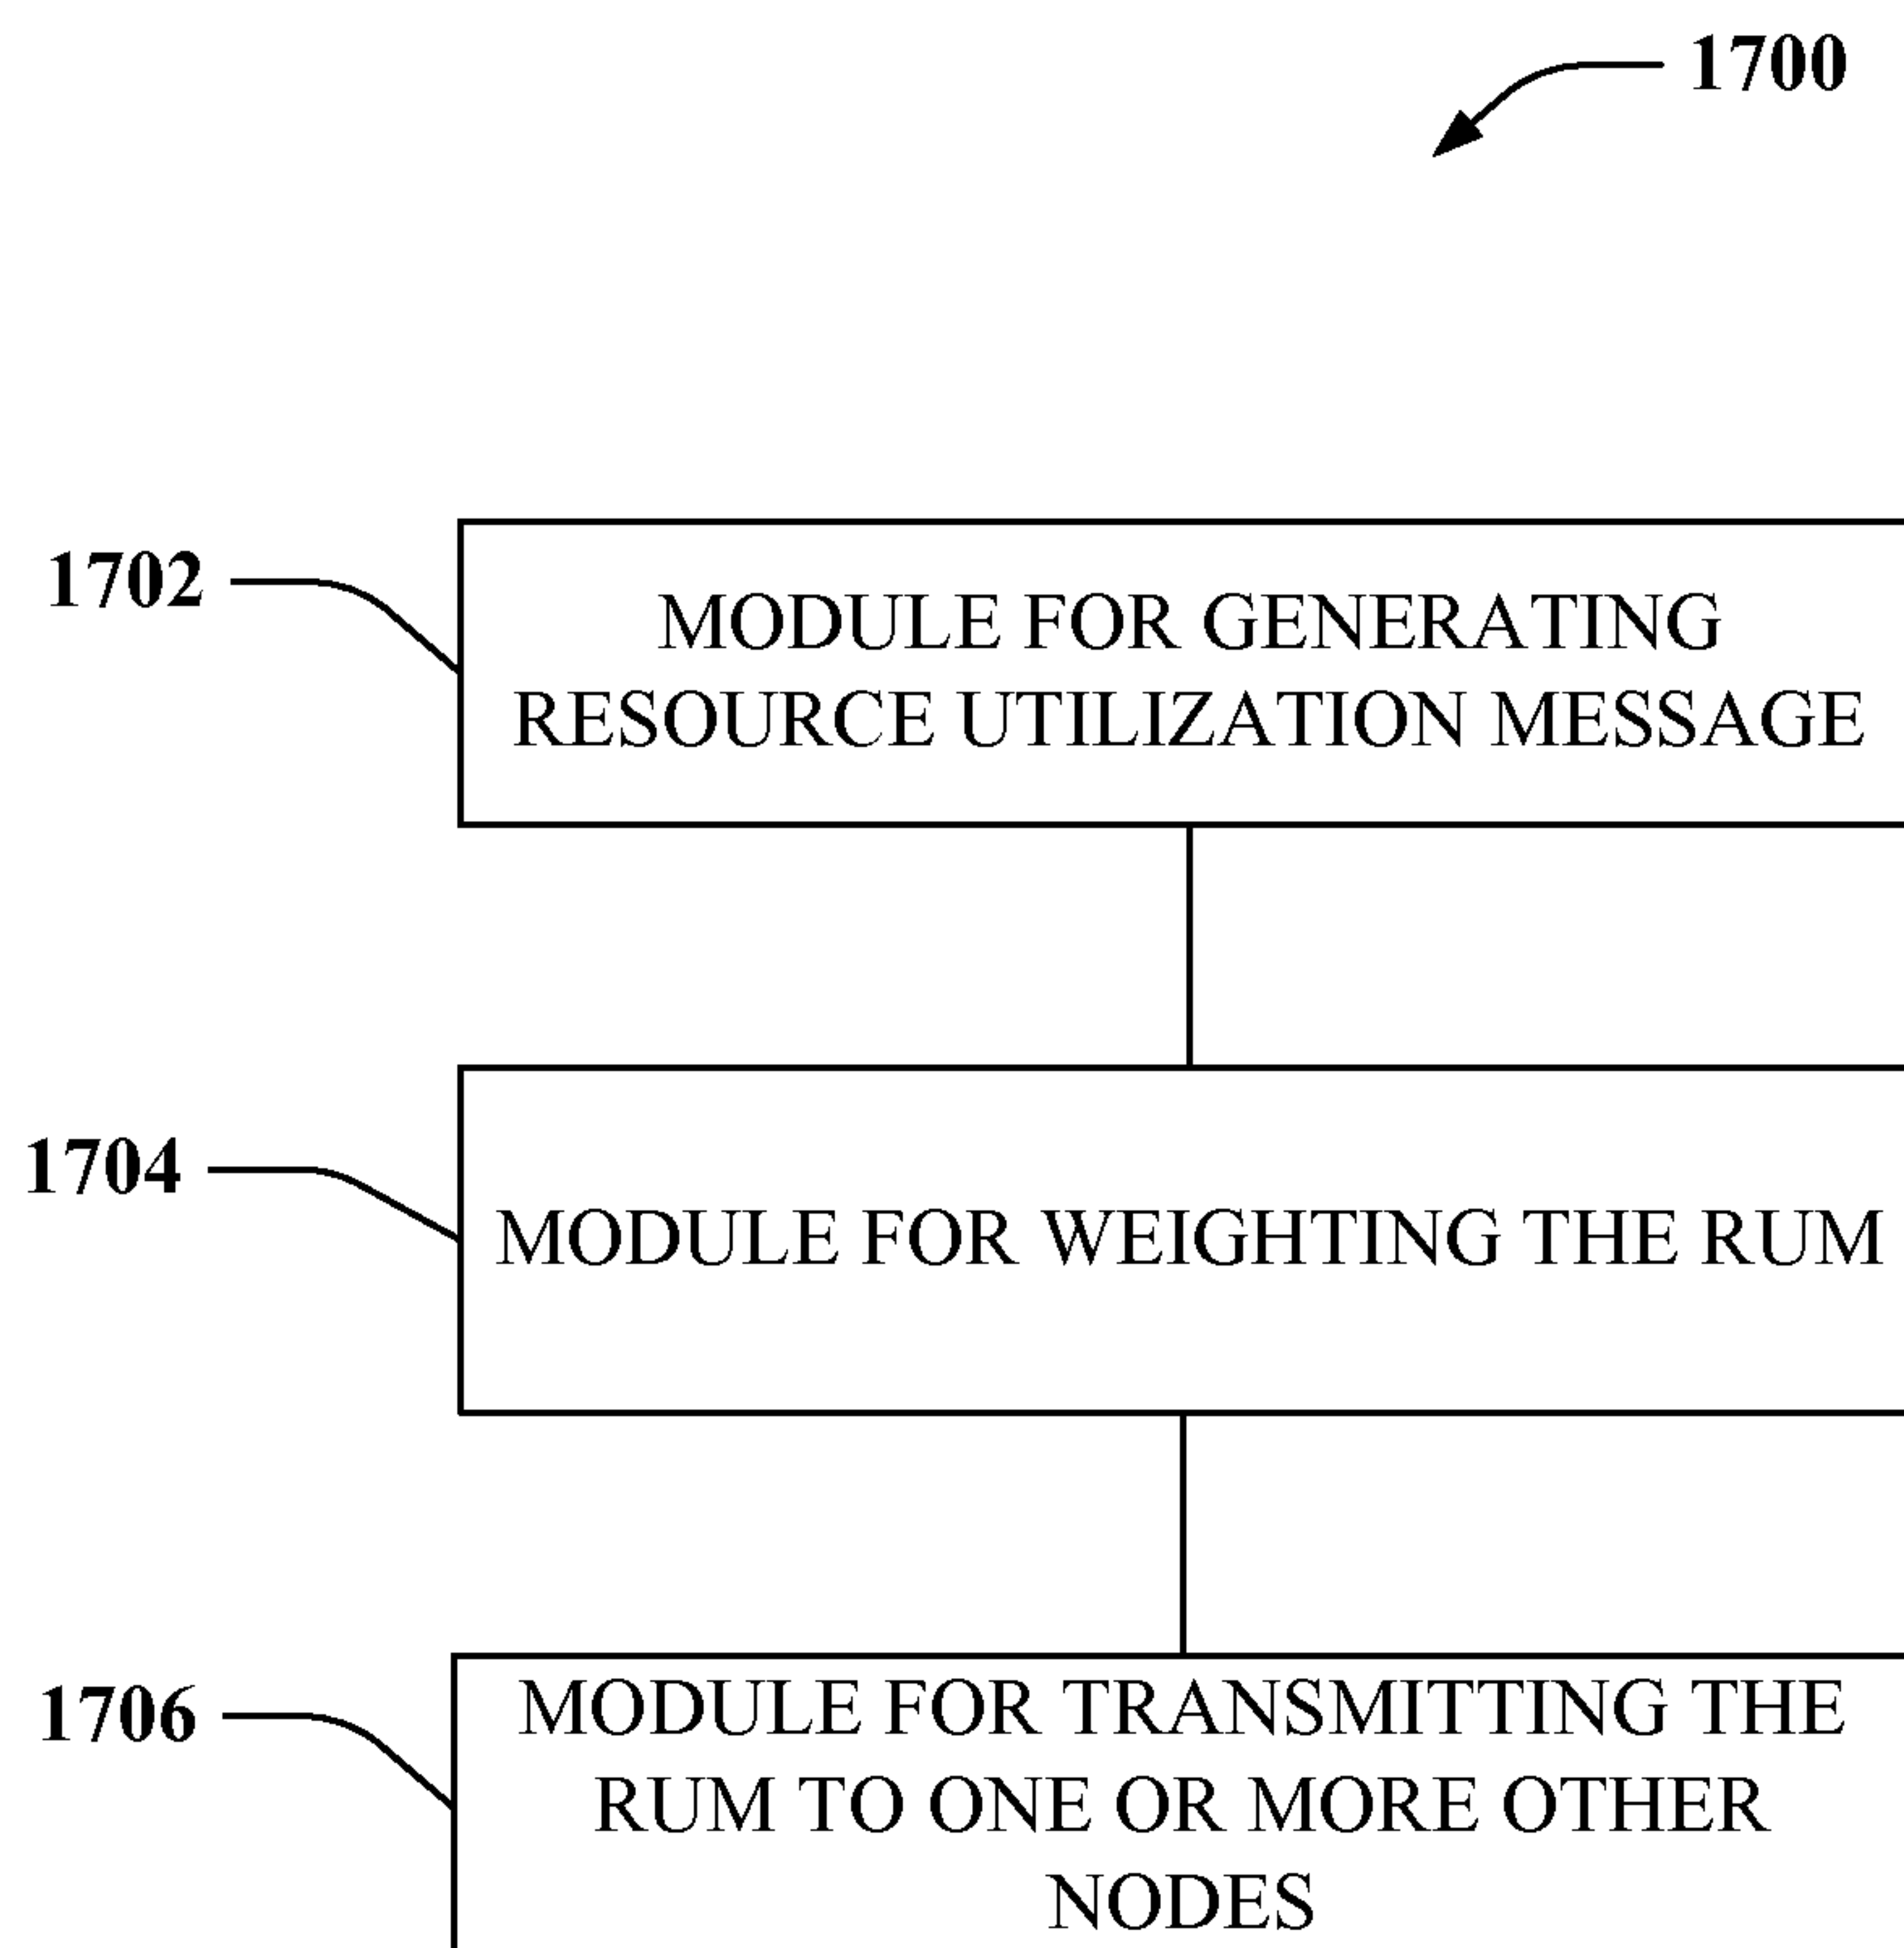 1700
1702
MODULE FOR GENERATING
RESOURCE UTILIZATION MESSAGE
1704
MODULE FOR WEIGHTING THE RUM
1706
MODULE FOR TRANSMITTING THE
RUM TO ONE OR MORE OTHER
NODES